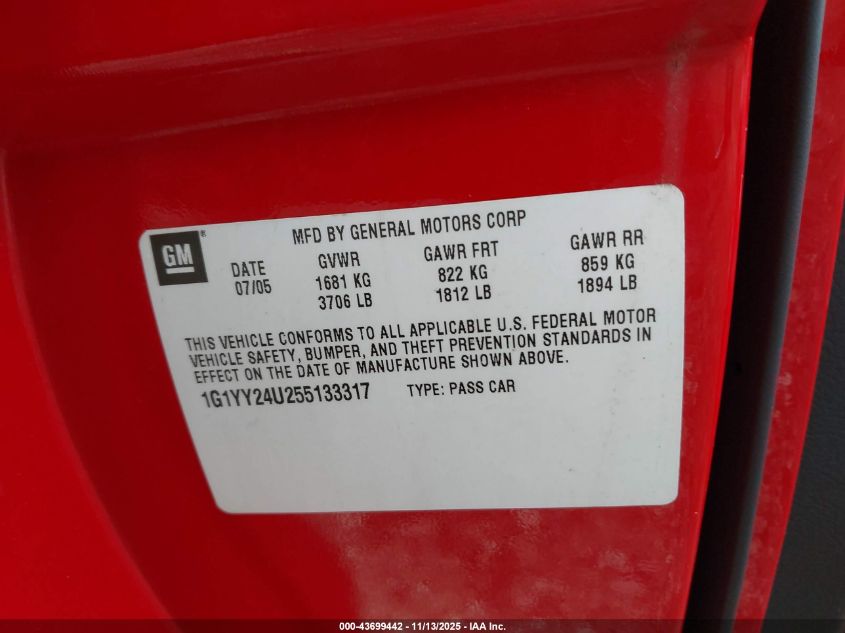 GM®
MFD BY GENERAL MOTORS CORP
DATE GVWR GAWR FRT GAWR RR
07/05 1681 KG 822 KG 859 KG
3706 LB 1812 LB 1894 LB
THIS VEHICLE CONFORMS TO ALL APPLICABLE U.S. FEDERAL MOTOR
VEHICLE SAFETY, BUMPER, AND THEFT PREVENTION STANDARDS IN
EFFECT ON THE DATE OF MANUFACTURE SHOWN ABOVE.
1G1YY24U255133317 TYPE: PASS CAR
000-43699442 - 11/13/2025 - IAA Inc.